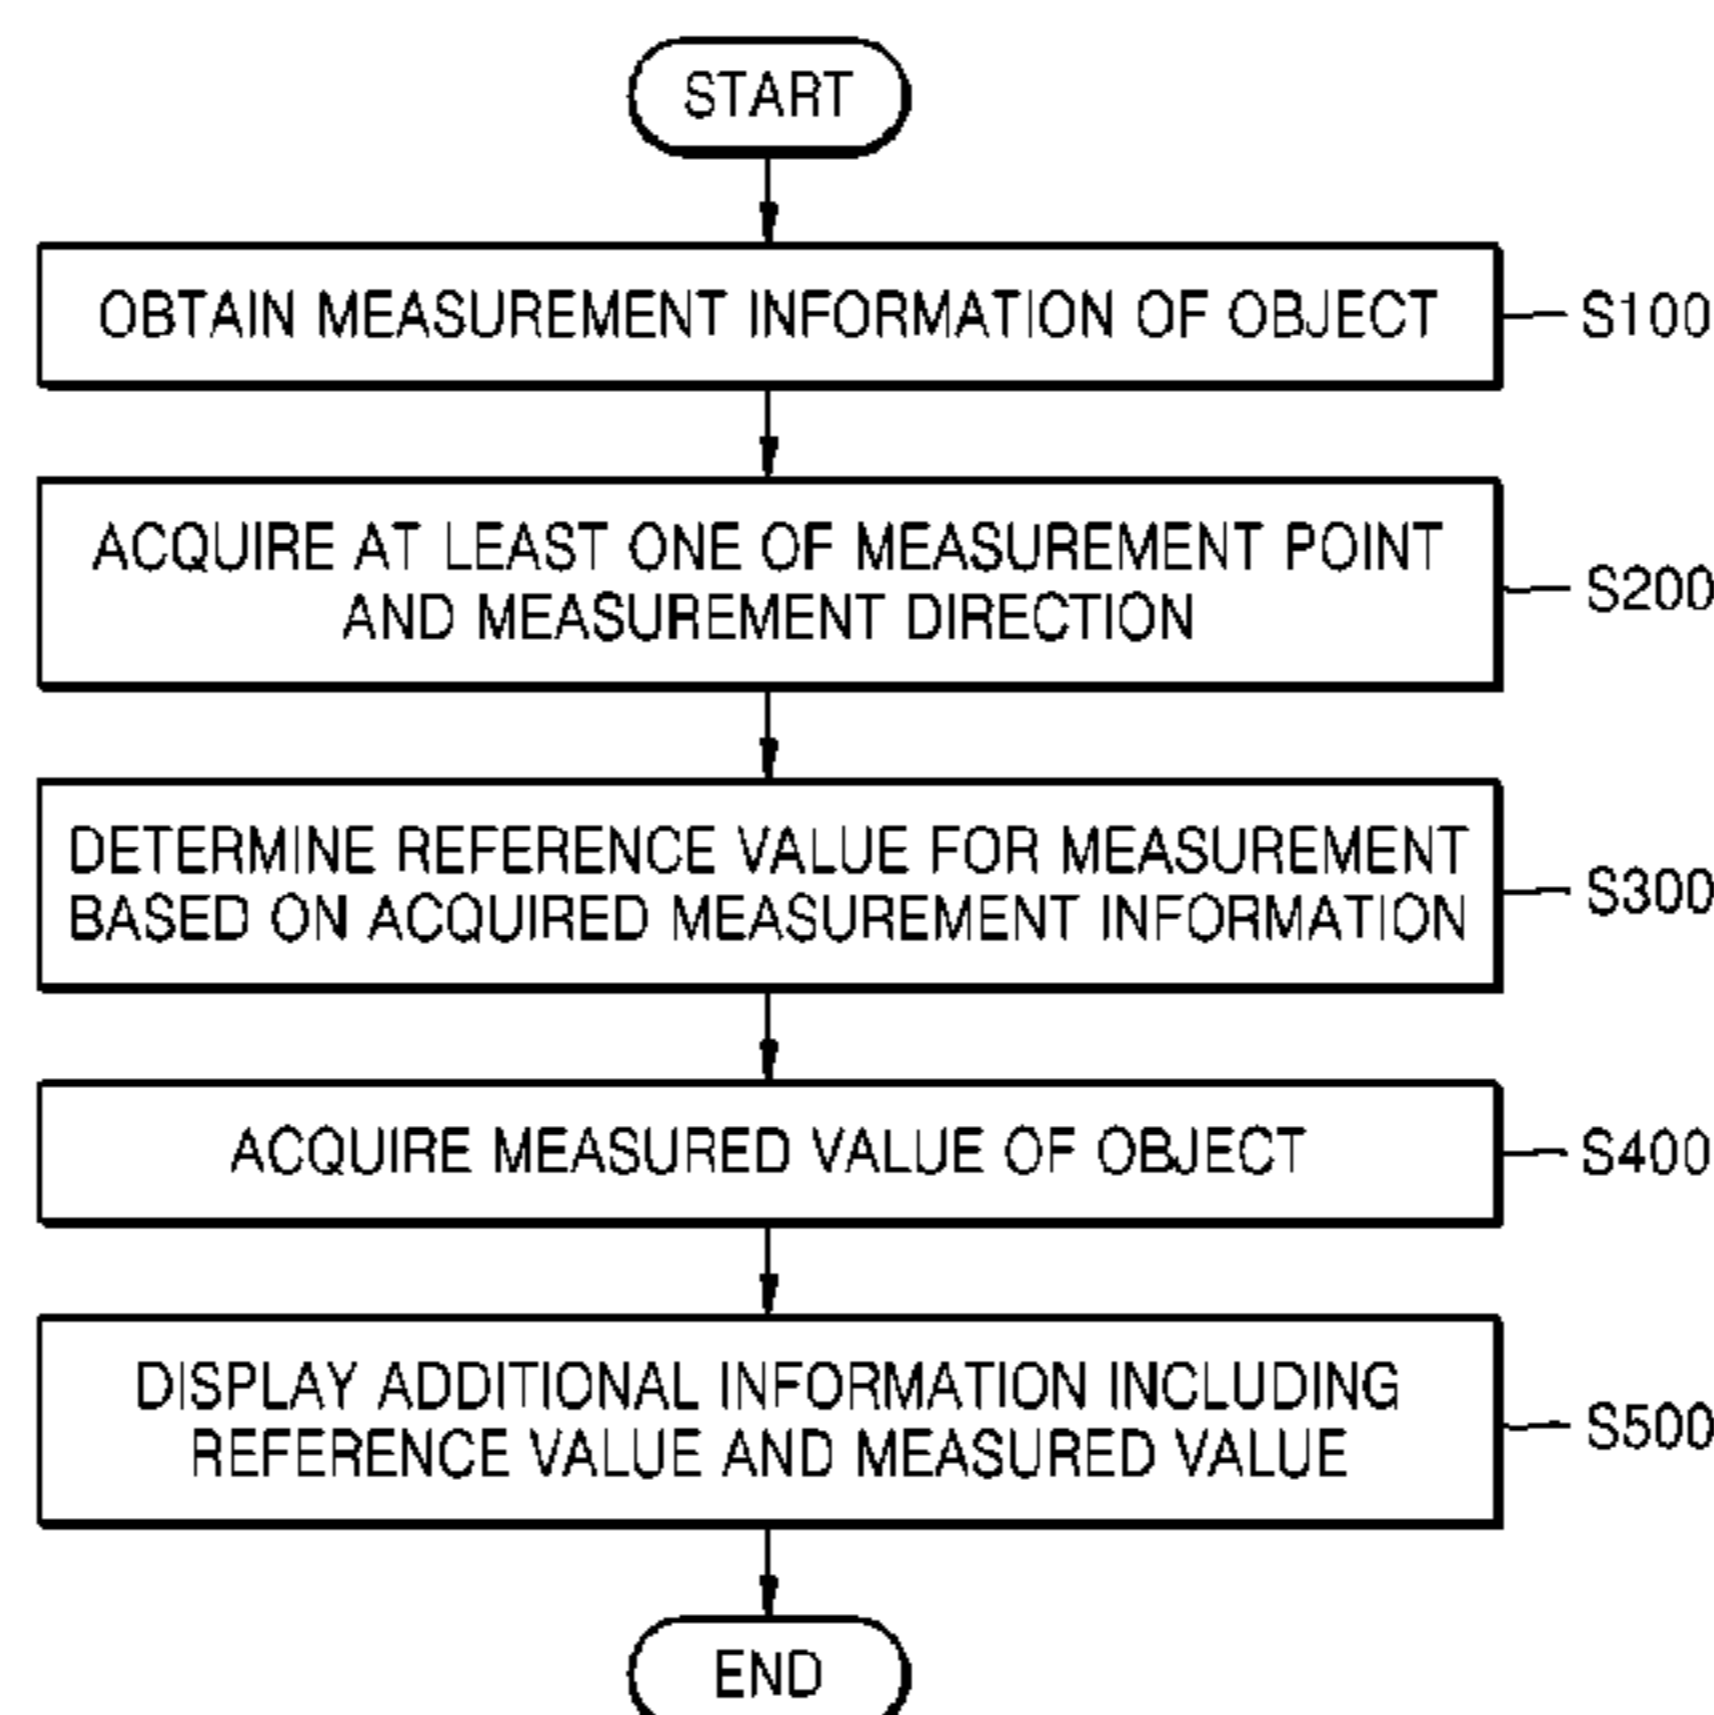 START
OBTAIN MEASUREMENT INFORMATION OF OBJECT
S100
ACQUIRE AT LEAST ONE OF MEASUREMENT POINT
AND MEASUREMENT DIRECTION
S200
DETERMINE REFERENCE VALUE FOR MEASUREMENT
BASED ON ACQUIRED MEASUREMENT INFORMATION
S300
ACQUIRE MEASURED VALUE OF OBJECT
S400
DISPLAY ADDITIONAL INFORMATION INCLUDING
REFERENCE VALUE AND MEASURED VALUE
S500
END